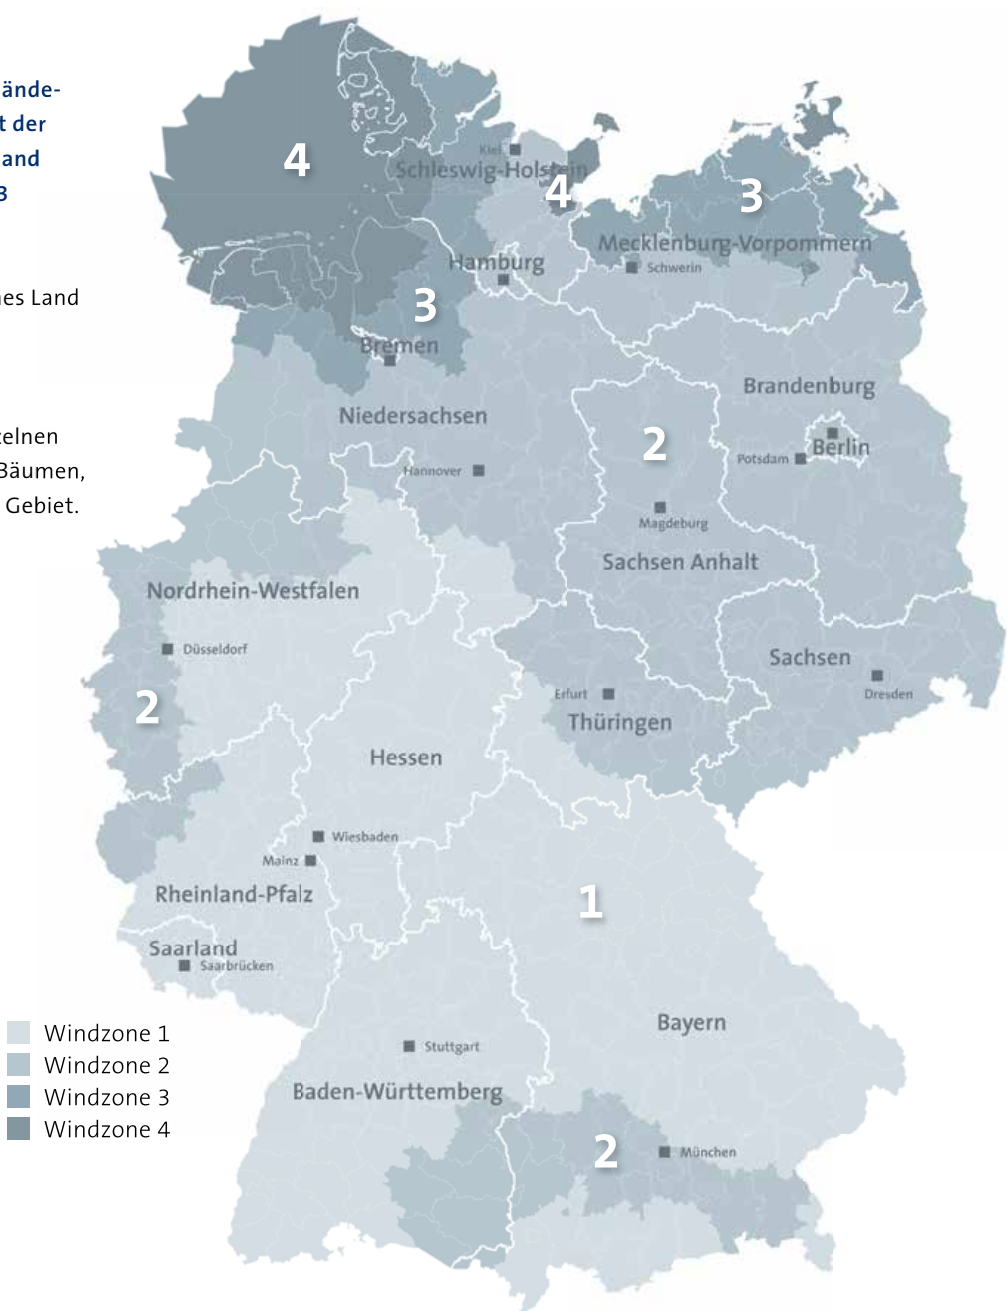 ände-
t der
and
3
nes Land
zelnen
Bäumen,
Gebiet.
4
Kiel
Schleswig-Holstein
4
3
Mecklenburg-Vorpommern
Hamburg
Schwerin
3
Bremen
Brandenburg
Niedersachsen
2
Berlin
Potsdam
Hannover
Magdeburg
Sachsen Anhalt
Nordrhein-Westfalen
Düsseldorf
Sachsen
Dresden
Erfurt
2
Thüringen
Hessen
Wiesbaden
Mainz
Rheinland-Pfalz
1
Saarland
Saarbrücken
Bayern
Windzone 1
Windzone 2
Windzone 3
Windzone 4
Stuttgart
Baden-Württemberg
2
München